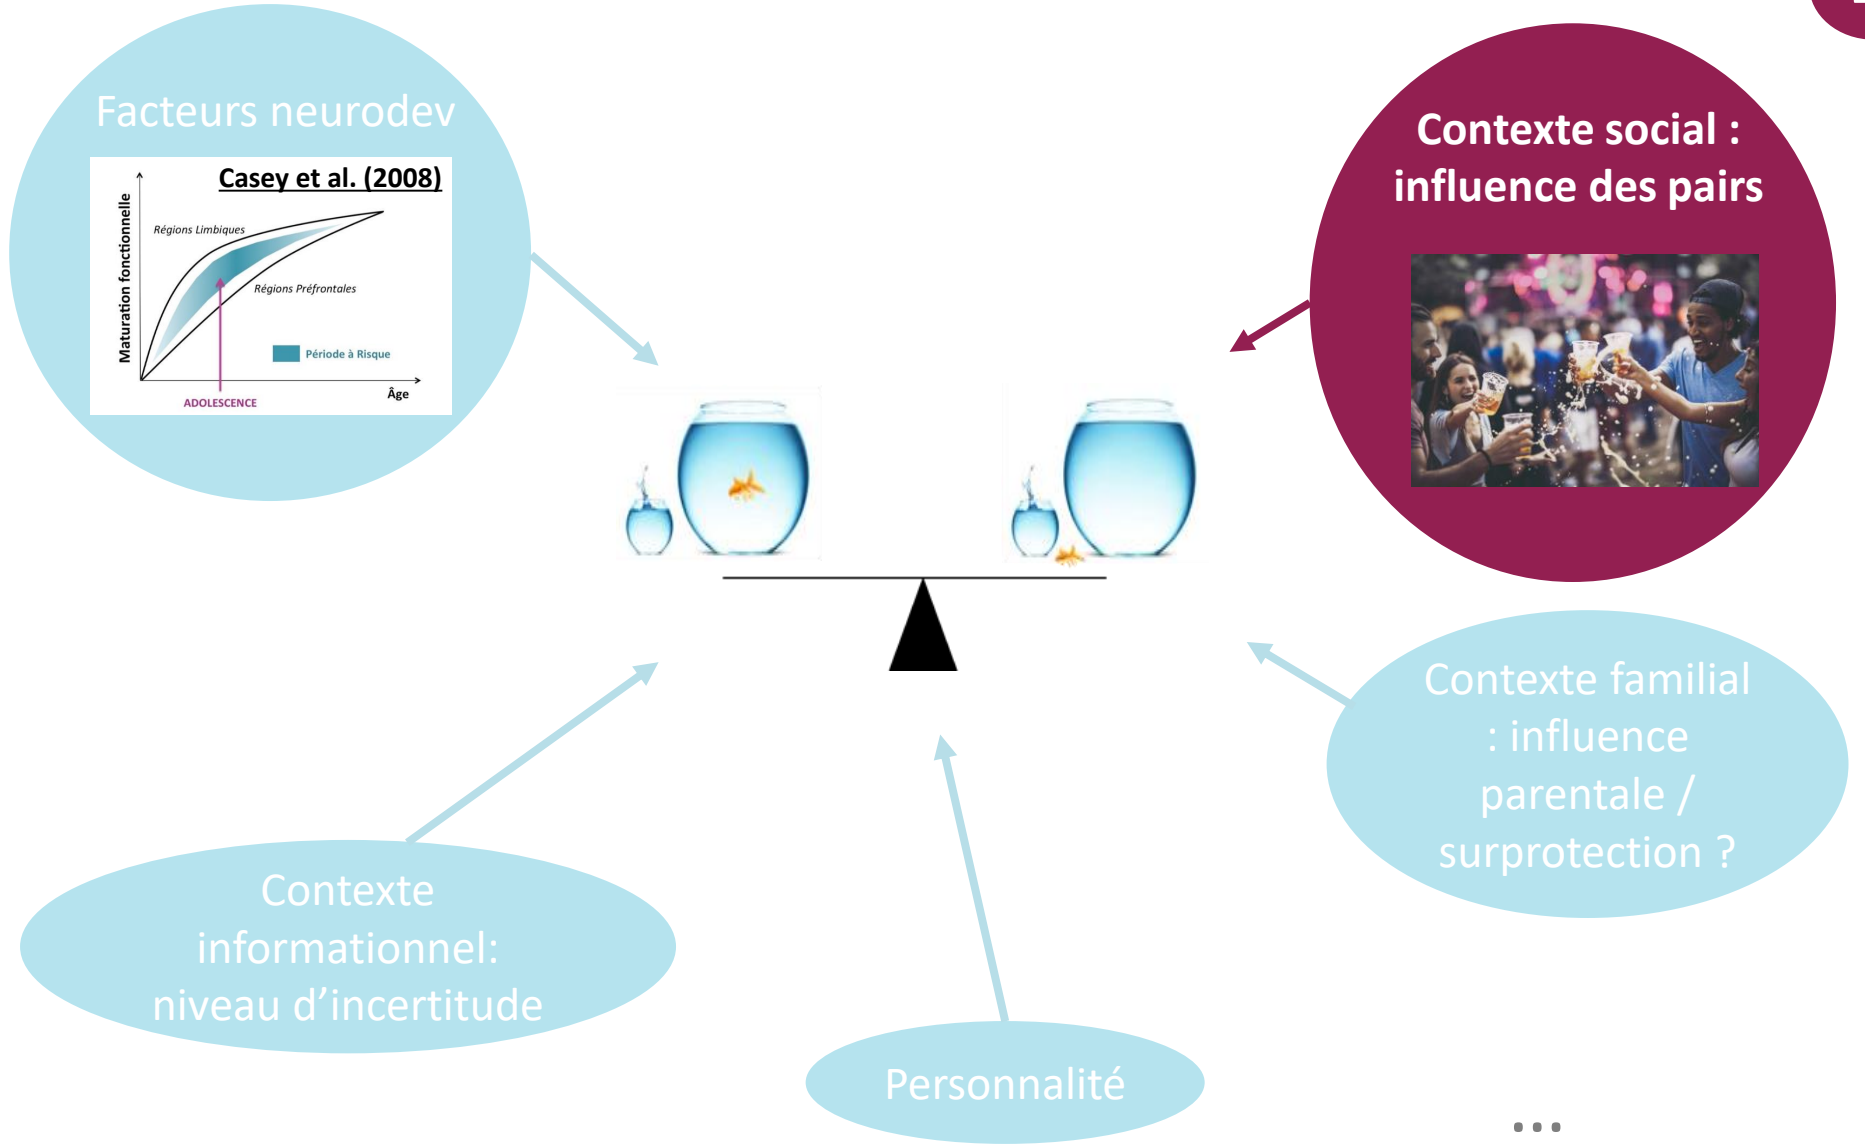 Facteurs neurodev
Casey et al. (2008)
Maturation fonctionnelle
Régions Limbiques
Régions Préfrontales
Période à Risque
Âge
ADOLESCENCE
Contexte social :
influence des pairs
Contexte familial
: influence
parentale /
surprotection ?
Contexte
informationnel:
niveau d’incertitude
Personnalité
...